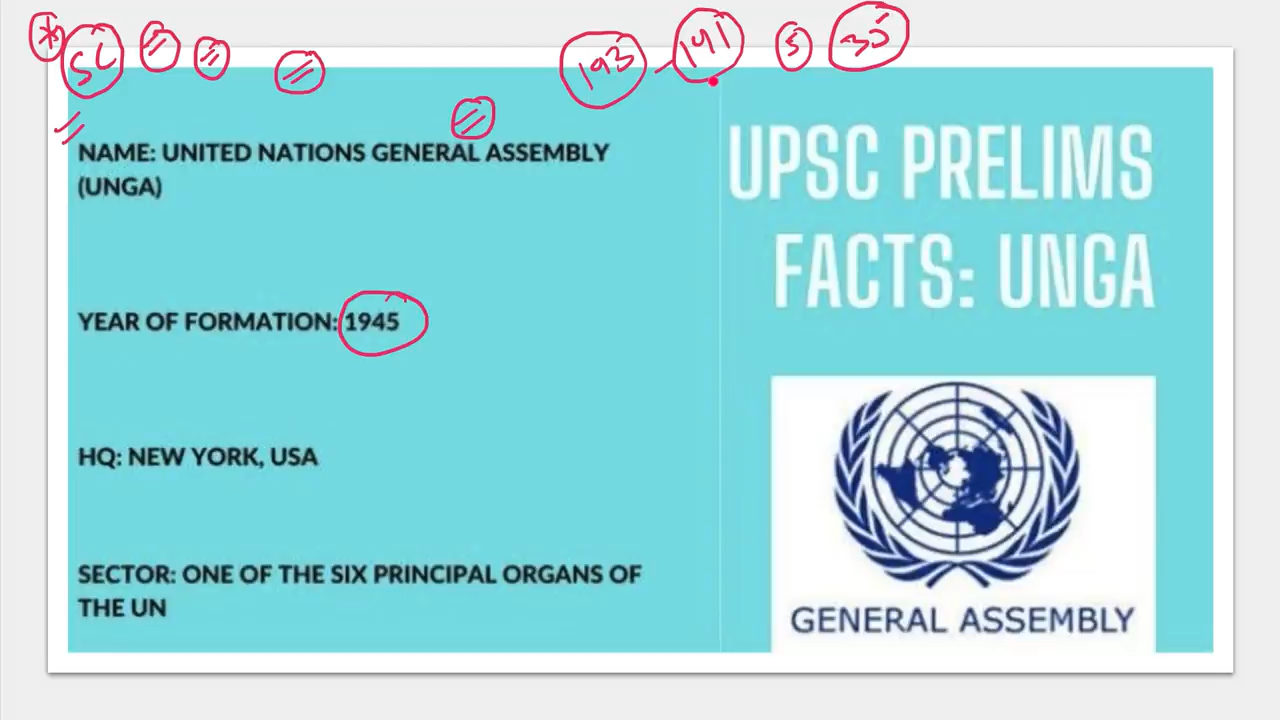 * SC
193 - 141 5 35
NAME: UNITED NATIONS GENERAL ASSEMBLY
(UNGA)
YEAR OF FORMATION: 1945
HQ: NEW YORK, USA
SECTOR: ONE OF THE SIX PRINCIPAL ORGANS OF
THE UN
UPSC PRELIMS
FACTS: UNGA
GENERAL ASSEMBLY